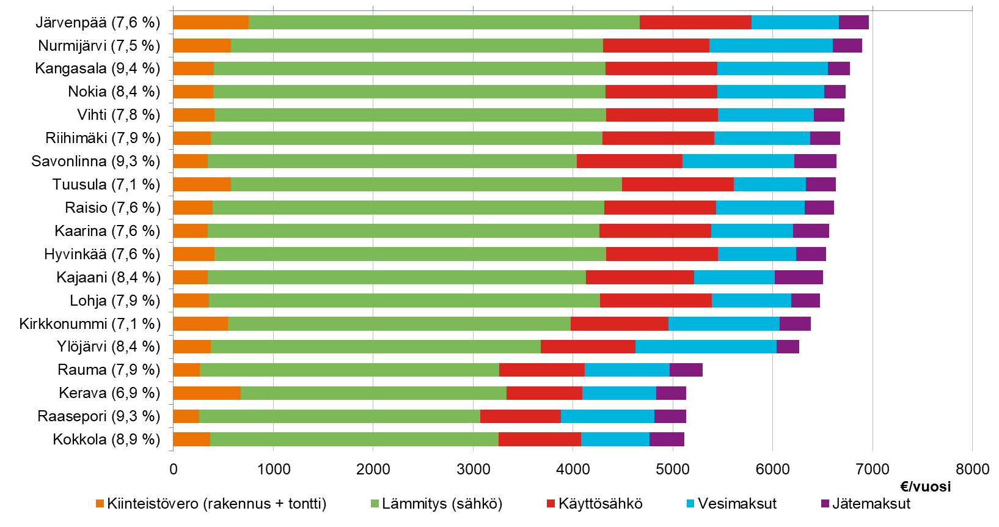 Järvenpää (7,6 %)
Nurmijärvi (7,5 %)
Kangasala (9,4 %)
Nokia (8,4 %)
Vihti (7,8 %)
Riihimäki (7,9 %)
Savonlinna (9,3 %)
Tuusula (7,1 %)
Raisio (7,6 %)
Kaarina (7,6 %)
Hyvinkää (7,6 %)
Kajaani (8,4 %)
Lohja (7,9 %)
Kirkkonummi (7,1 %)
Ylöjärvi (8,4 %)
Rauma (7,9 %)
Kerava (6,9 %)
Raasepori (9,3 %)
Kokkola (8,9 %)
0 1000 2000 3000 4000 5000 6000 7000 8000
€/vuosi
Kiinteistövero (rakennus + tontti) Lämmitys (sähkö) Käyttösähkö Vesimaksut Jätemaksut